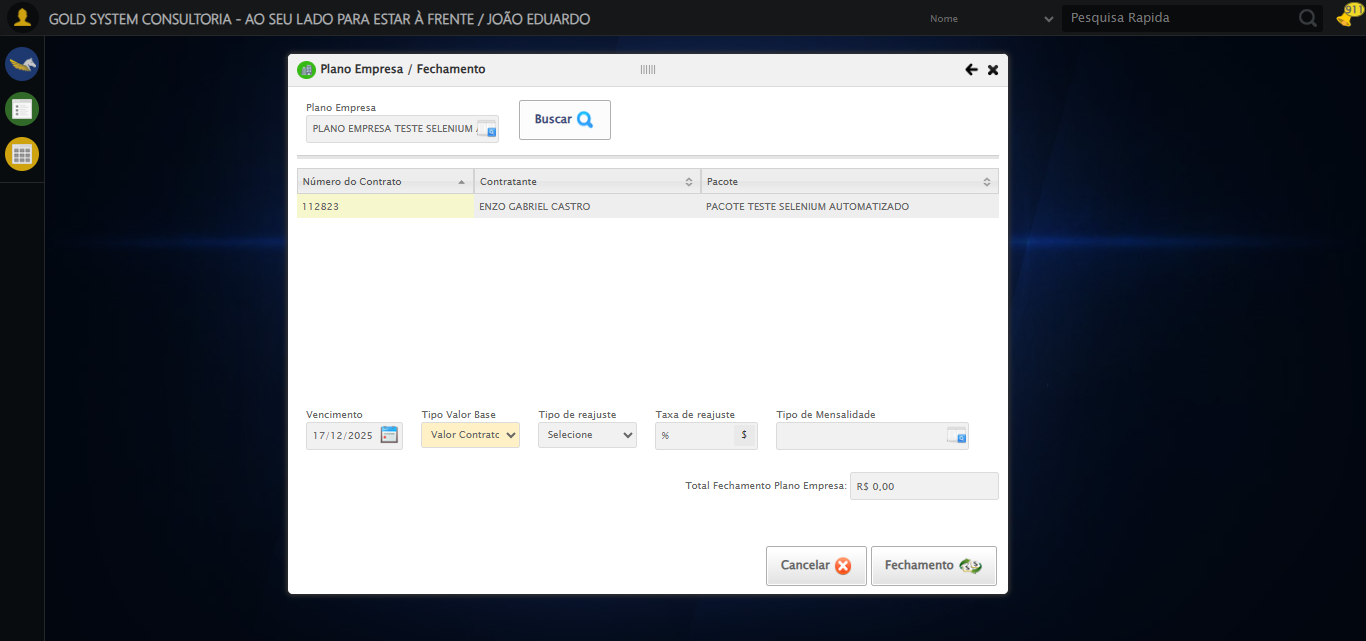 GOLD SYSTEM CONSULTORIA - AO SEU LADO PARA ESTAR À FRENTE / JOÃO EDUARDO
Nome
Pesquisa Rapida
911
Plano Empresa / Fechamento
Plano Empresa
PLANO EMPRESA TESTE SELENIUM
Buscar
Número do Contrato Contratante Pacote
112823 ENZO GABRIEL CASTRO PACOTE TESTE SELENIUM AUTOMATIZADO
Vencimento Tipo Valor Base Tipo de reajuste Taxa de reajuste Tipo de Mensalidade
17/12/2025 Valor Contrato Selecione % $
Total Fechamento Plano Empresa: R$ 0,00
Cancelar Fechamento